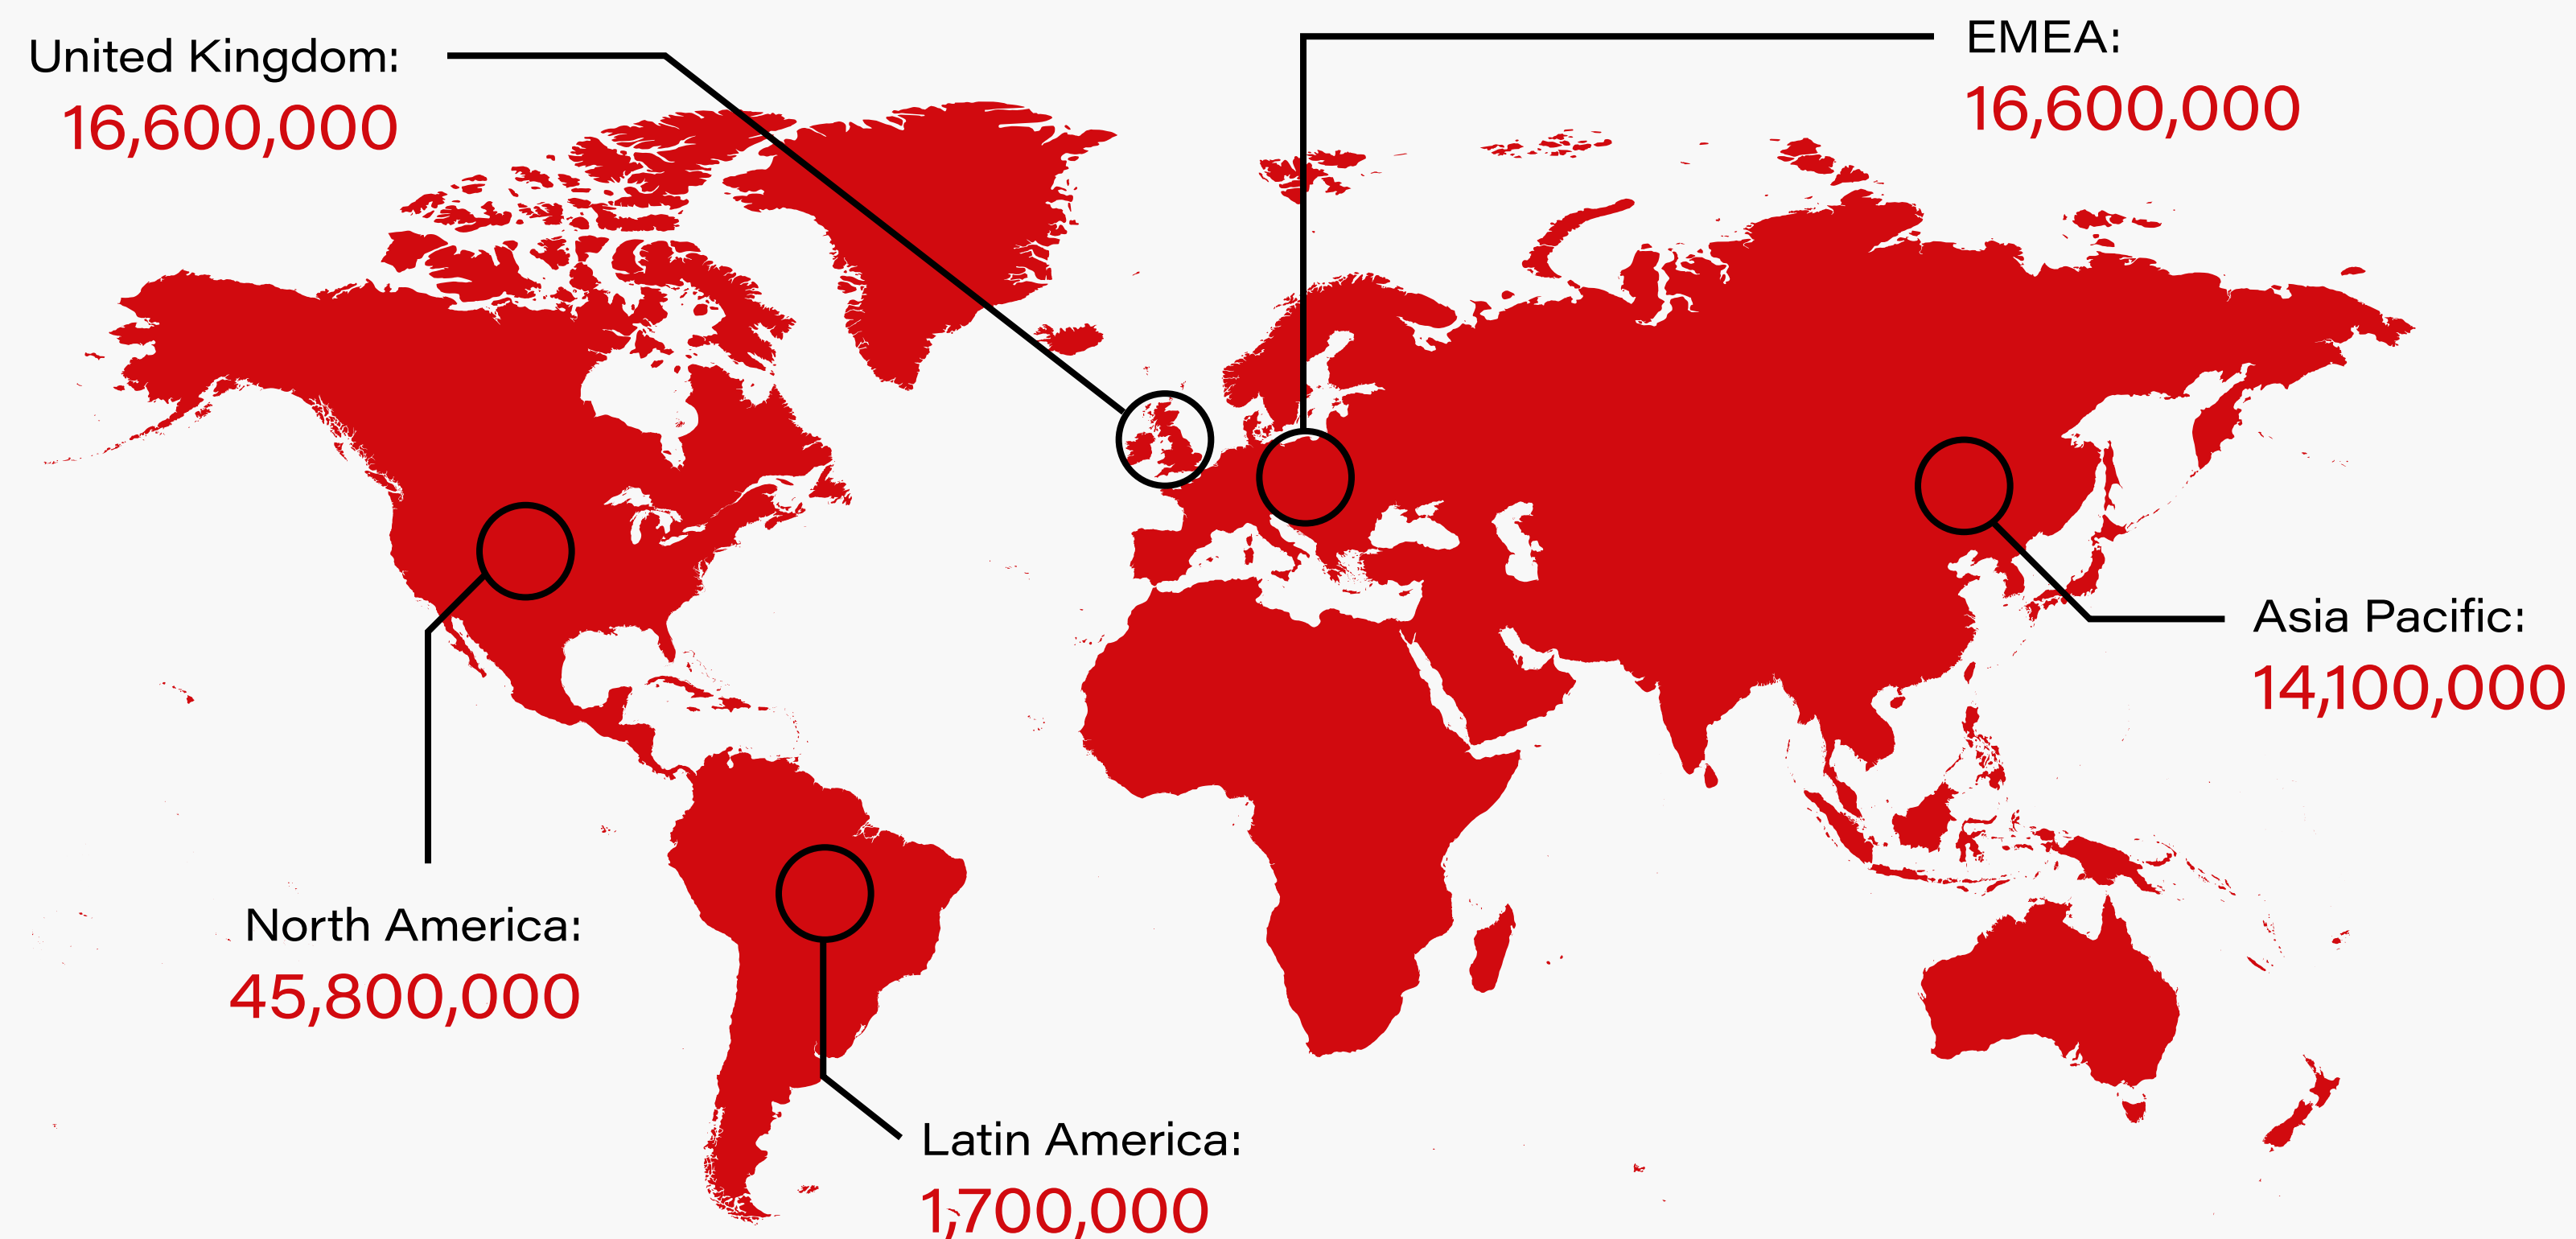 United Kingdom:
16,600,000
EMEA:
16,600,000
Asia Pacific:
14,100,000
North America:
45,800,000
Latin America:
1,700,000